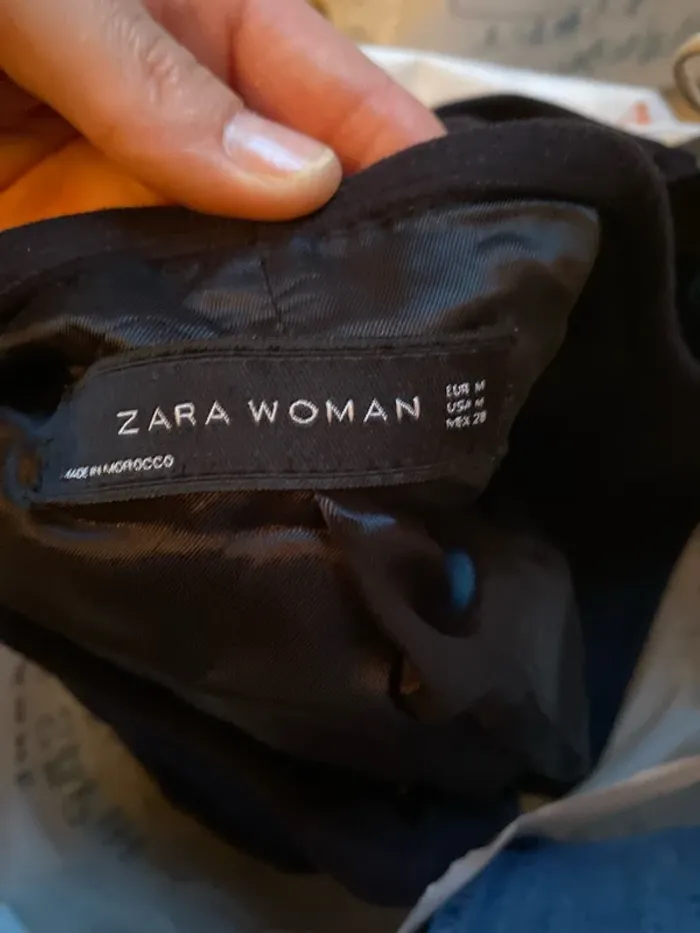 ZARA WOMAN
EUR M
USA M
MEX 28
MADE IN MOROCCO